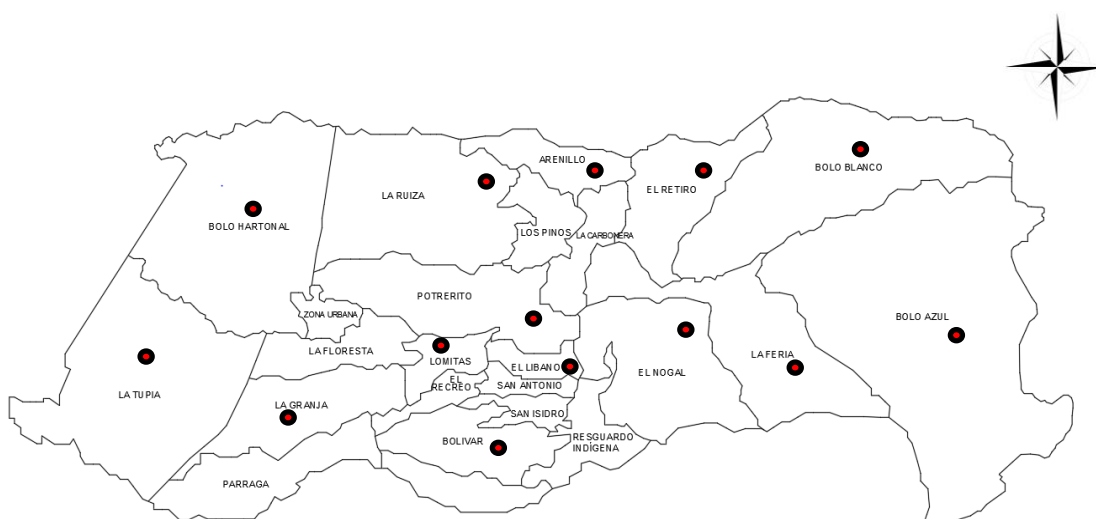 ARENILLO
BOLO BLANCO
LA RUIZA
EL RETIRO
BOLO HARTONAL
LOS PINOS
LA CARBONERA
POTRERITO
ZONA URBANA
BOLO AZUL
LA FLORESTA
LOMITAS
LA FERIA
EL LIBANO
EL NOGAL
EL
RECREO
SAN ANTONIO
LA TUPIA
LA GRANJA
SAN ISIDRO
BOLIVAR
RESGUARDO
INDÍGENA
PARRAGA